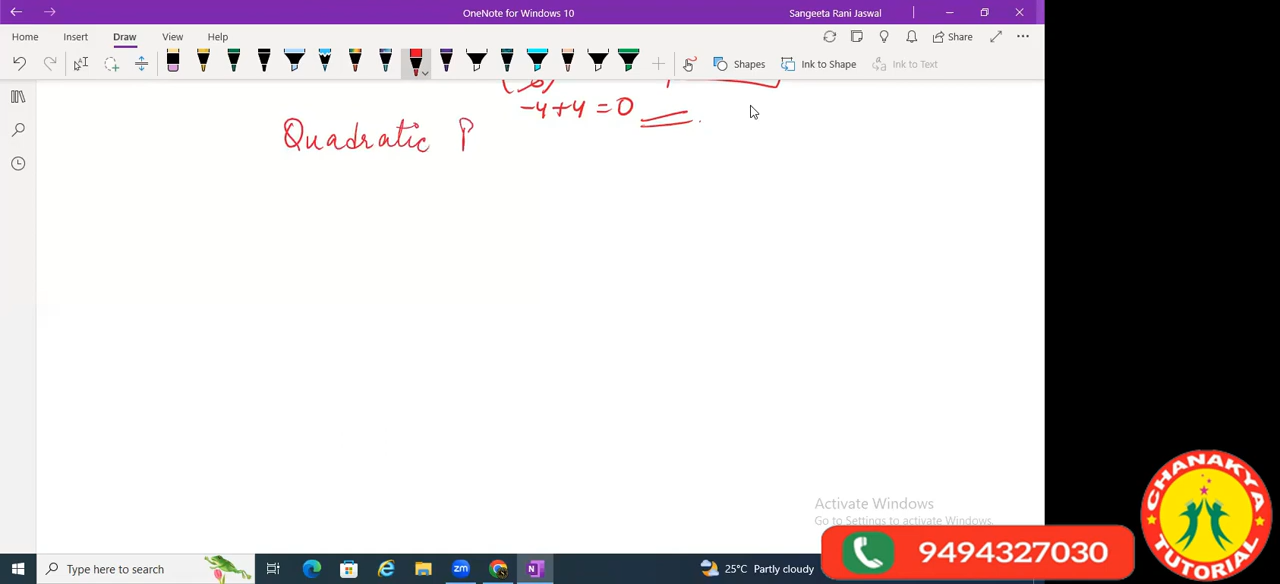 OneNote for Windows 10
Sangeeta Rani Jaswal
Home Insert Draw View Help
Share
Shapes
Ink to Shape
Ink to Text
-4+4=0
Quadratic P
Activate Windows
Go to Settings to activate Windows.
9494327030
CHANAKYA
TUTORIAL
Type here to search
25°C Partly cloudy